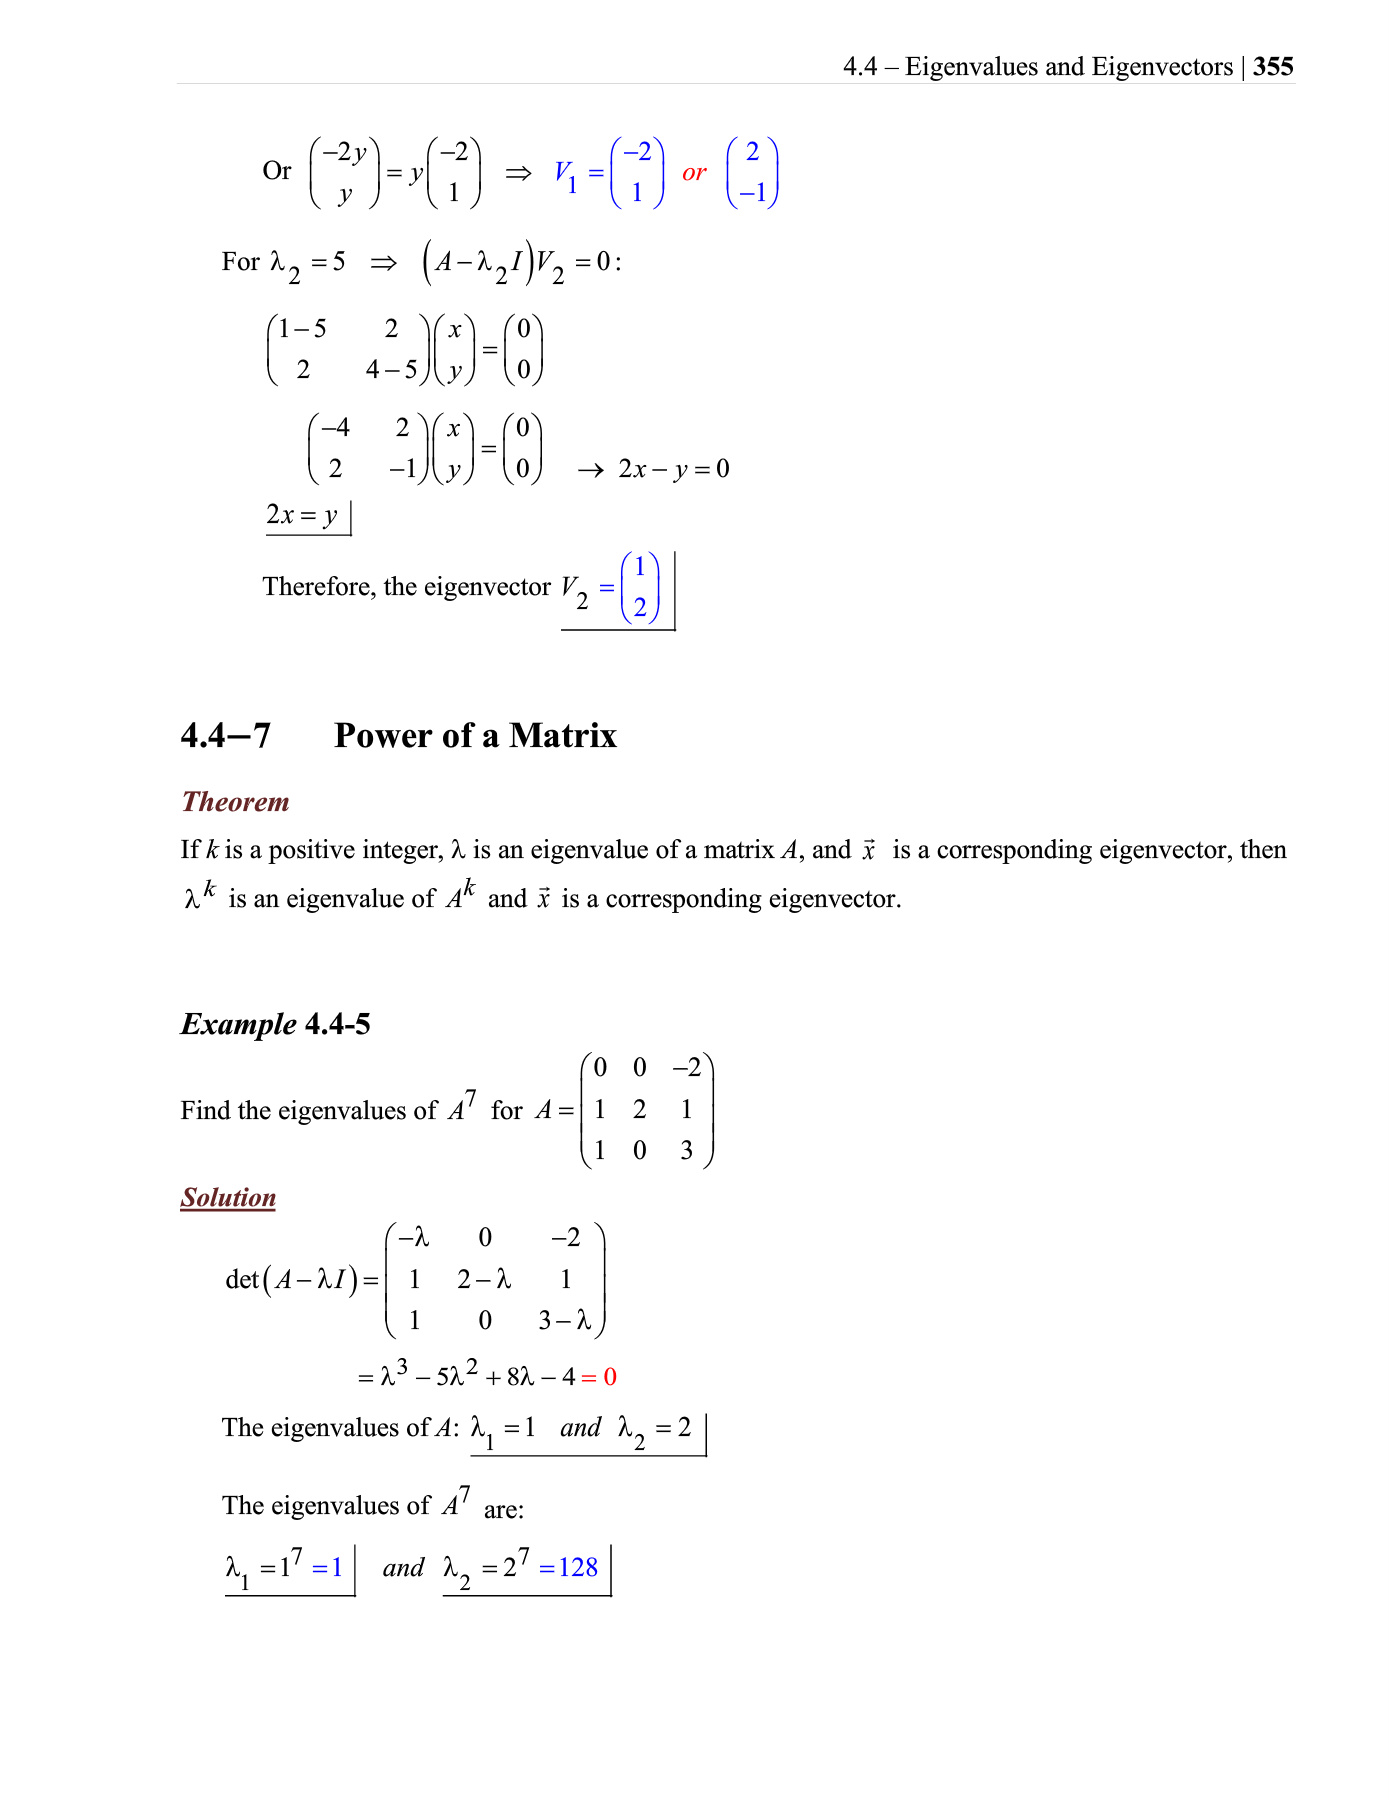 4.4 – Eigenvalues and Eigenvectors | 355
Or $\begin{pmatrix} -2y \\ y \end{pmatrix} = y \begin{pmatrix} -2 \\ 1 \end{pmatrix} \Rightarrow V_1 = \begin{pmatrix} -2 \\ 1 \end{pmatrix}$ or $\begin{pmatrix} 2 \\ -1 \end{pmatrix}$
For $\lambda_2 = 5 \Rightarrow (A - \lambda_2 I) V_2 = 0:$
$\begin{pmatrix} 1-5 & 2 \\ 2 & 4-5 \end{pmatrix} \begin{pmatrix} x \\ y \end{pmatrix} = \begin{pmatrix} 0 \\ 0 \end{pmatrix}$
$\begin{pmatrix} -4 & 2 \\ 2 & -1 \end{pmatrix} \begin{pmatrix} x \\ y \end{pmatrix} = \begin{pmatrix} 0 \\ 0 \end{pmatrix} \rightarrow 2x - y = 0$
$2x = y$
Therefore, the eigenvector $V_2 = \begin{pmatrix} 1 \\ 2 \end{pmatrix}$
4.4–7 Power of a Matrix
Theorem
If k is a positive integer, λ is an eigenvalue of a matrix A, and $\vec{x}$ is a corresponding eigenvector, then
$\lambda^k$ is an eigenvalue of $A^k$ and $\vec{x}$ is a corresponding eigenvector.
Example 4.4-5
Find the eigenvalues of $A^7$ for $A = \begin{pmatrix} 0 & 0 & -2 \\ 1 & 2 & 1 \\ 1 & 0 & 3 \end{pmatrix}$
Solution
$\det(A - \lambda I) = \begin{pmatrix} -\lambda & 0 & -2 \\ 1 & 2-\lambda & 1 \\ 1 & 0 & 3-\lambda \end{pmatrix}$
$= \lambda^3 - 5\lambda^2 + 8\lambda - 4 = 0$
The eigenvalues of A: $\lambda_1 = 1$ and $\lambda_2 = 2$
The eigenvalues of $A^7$ are:
$\lambda_1 = 1^7 = 1$ and $\lambda_2 = 2^7 = 128$